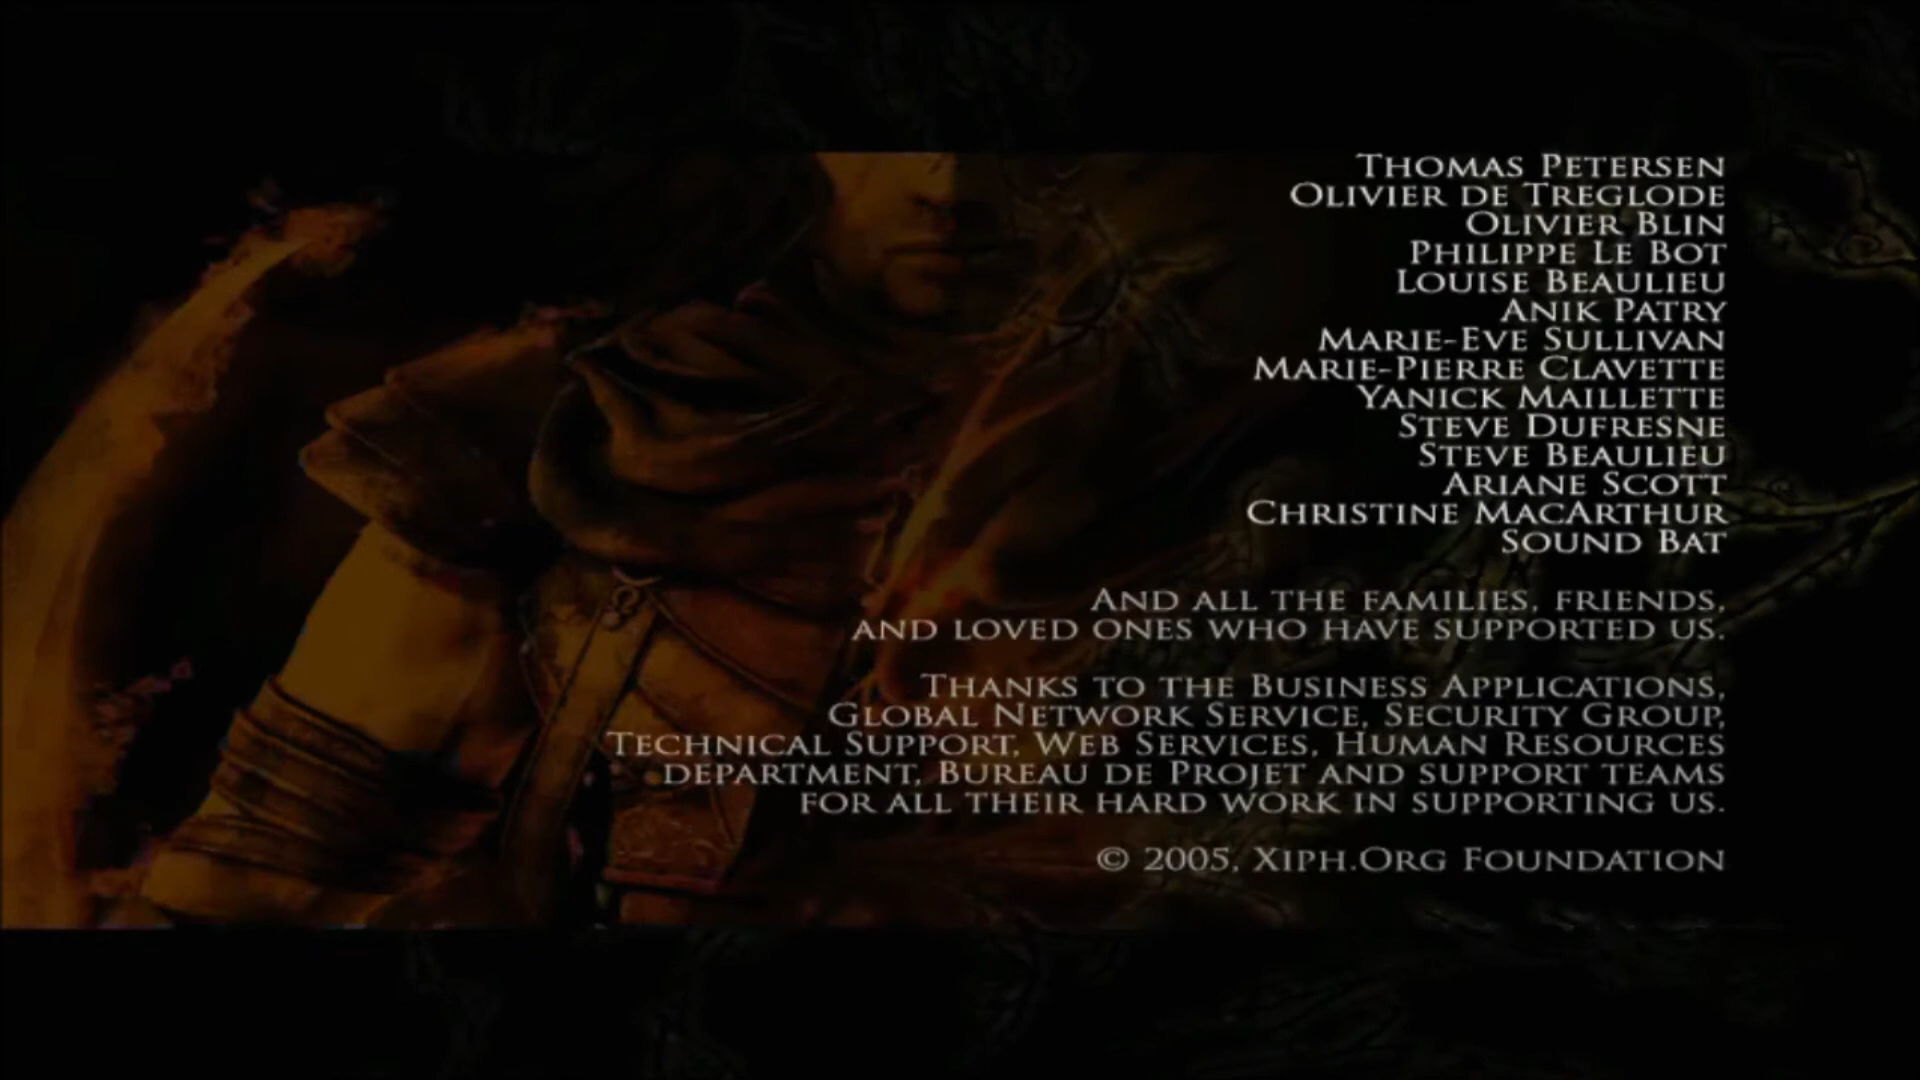 Thomas Petersen
Olivier de Treglode
Olivier Blin
Philippe Le Bot
Louise Beaulieu
Anik Patry
Marie-Eve Sullivan
Marie-Pierre Clavette
Yanick Maillette
Steve Dufresne
Steve Beaulieu
Ariane Scott
Christine MacArthur
Sound Bat
And all the families, friends,
and loved ones who have supported us.
Thanks to the Business Applications,
Global Network Service, Security Group,
Technical Support, Web Services, Human Resources
department, Bureau de Projet and support teams
for all their hard work in supporting us.
© 2005, Xiph.Org Foundation